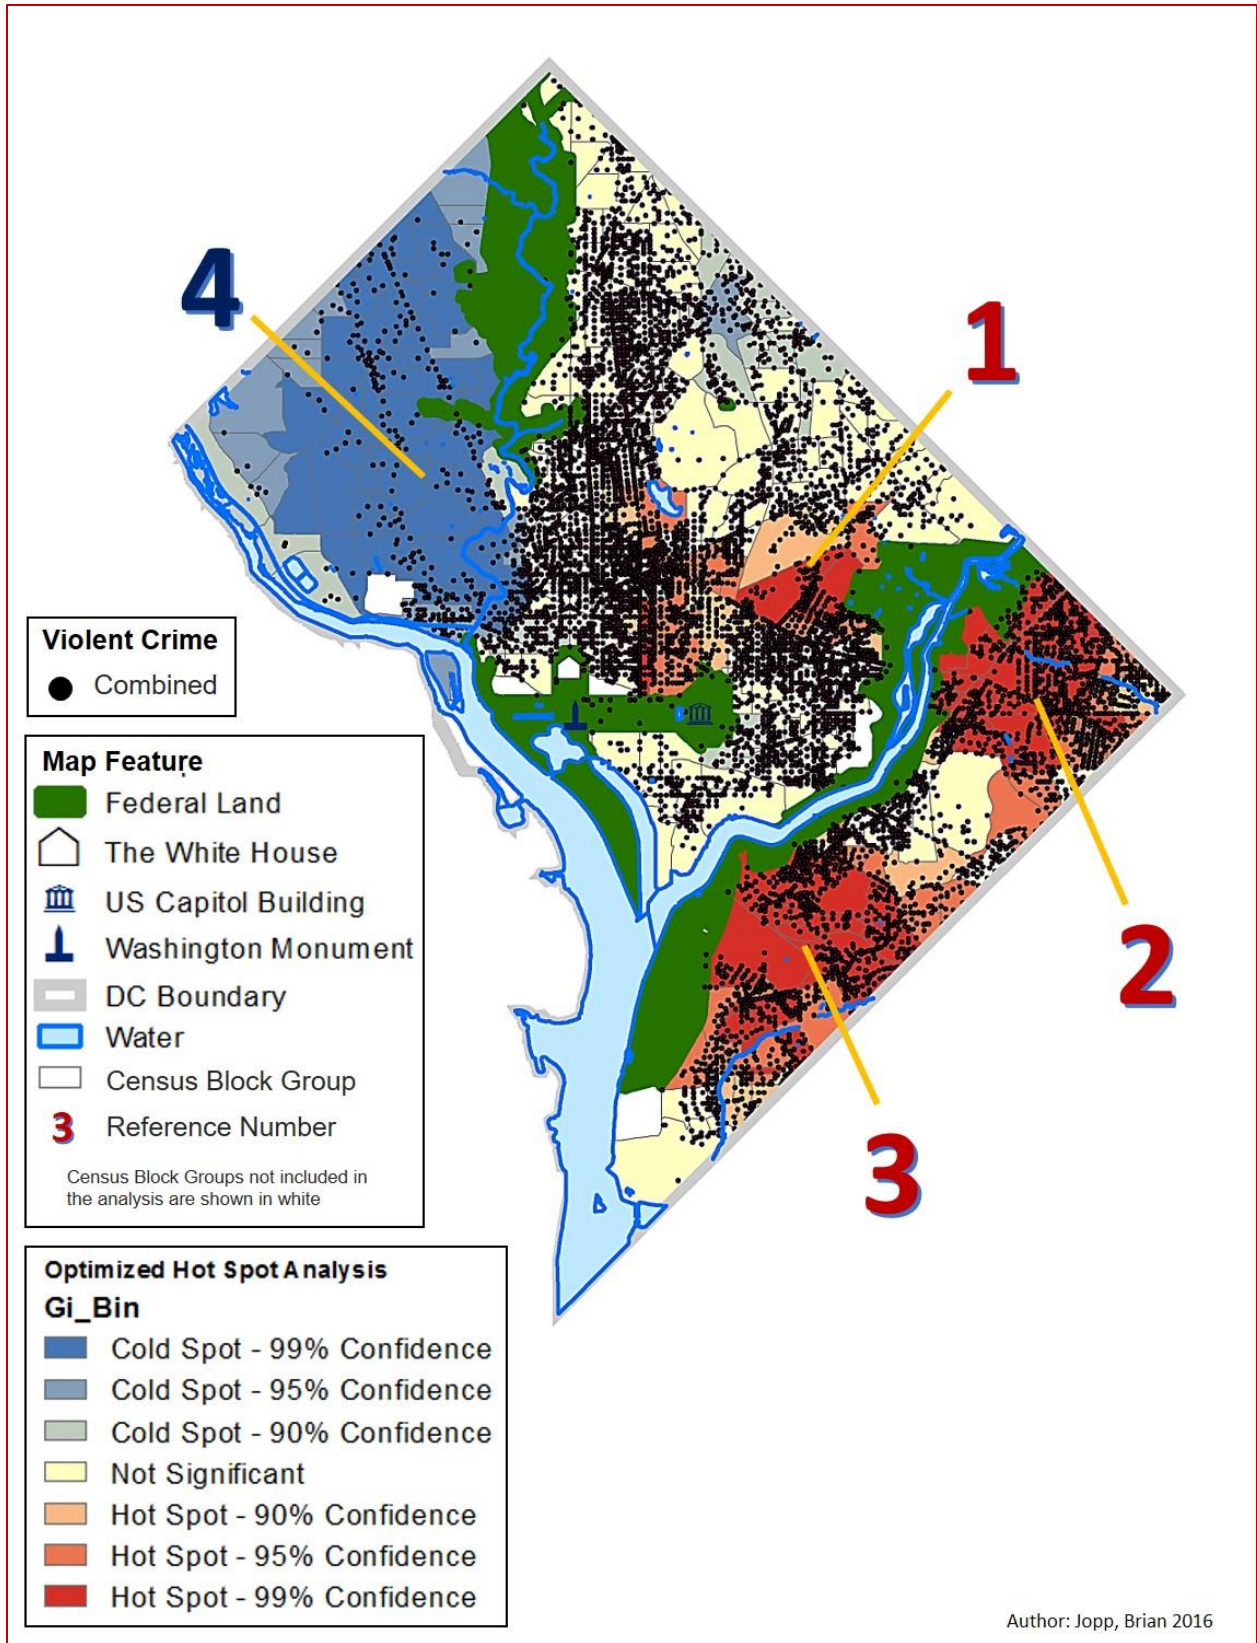 4
1
2
3
Violent Crime
Combined
Map Feature
Federal Land
The White House
US Capitol Building
Washington Monument
DC Boundary
Water
Census Block Group
3 Reference Number
Census Block Groups not included in
the analysis are shown in white
Optimized Hot Spot Analysis
Gi_Bin
Cold Spot - 99% Confidence
Cold Spot - 95% Confidence
Cold Spot - 90% Confidence
Not Significant
Hot Spot - 90% Confidence
Hot Spot - 95% Confidence
Hot Spot - 99% Confidence
Author: Jopp, Brian 2016